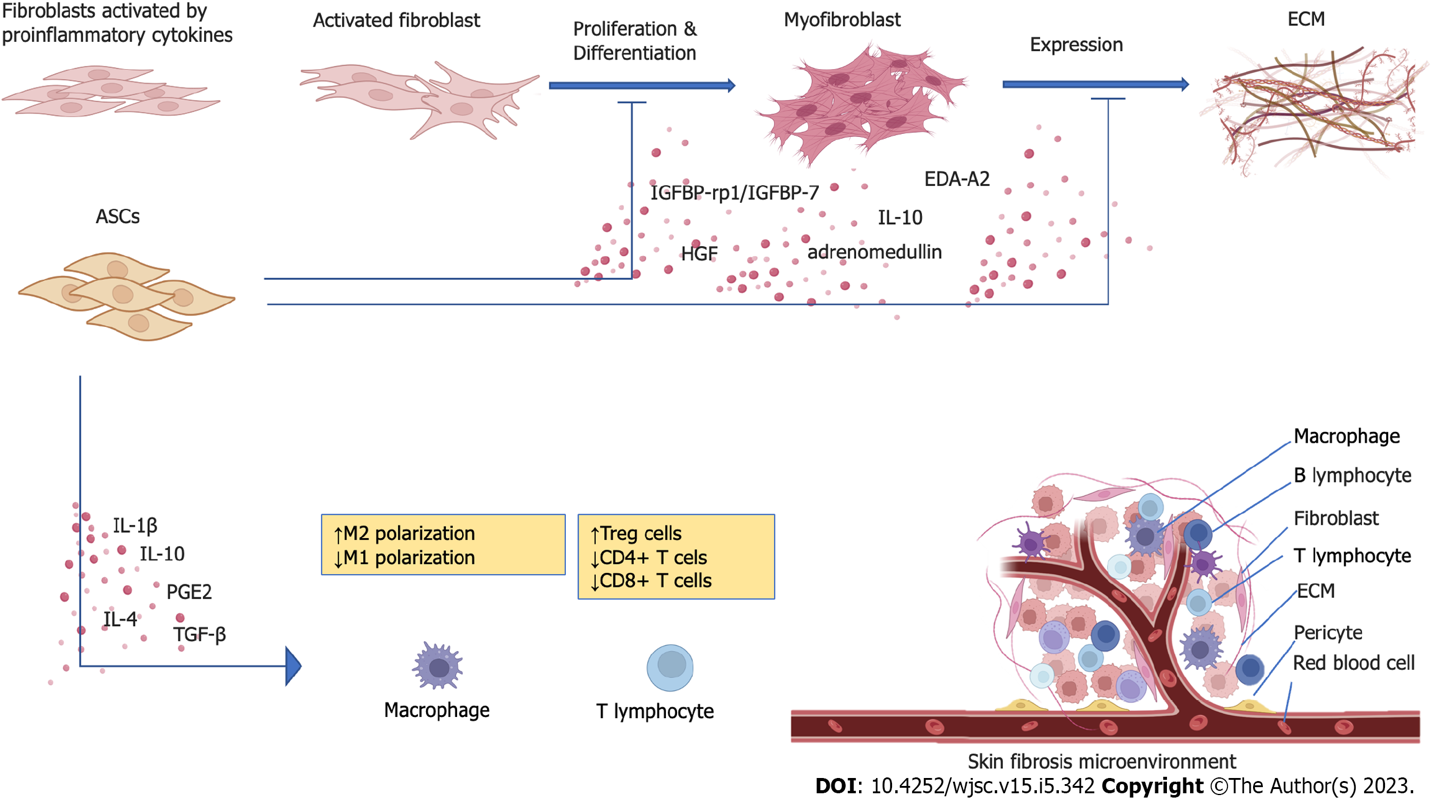 Fibroblasts activated by
proinflammatory cytokines
Activated fibroblast
Proliferation &
Differentiation
Myofibroblast
Expression
ECM
ASCs
IGFBP-rp1/IGFBP-7
EDA-A2
IL-10
HGF
adrenomedullin
IL-1β
IL-10
PGE2
IL-4
TGF-β
↑M2 polarization
↓M1 polarization
↑Treg cells
↓CD4+ T cels
↓CD8+ T cells
Macrophage
T lymphocyte
Macrophage
B lymphocyte
Fibroblast
T lymphocyte
ECM
Pericyte
Red blood cell
Skin fibrosis microenvironment
DOI: 10.4252/wjsc.v15.i5.342 Copyright ©The Author(s) 2023.